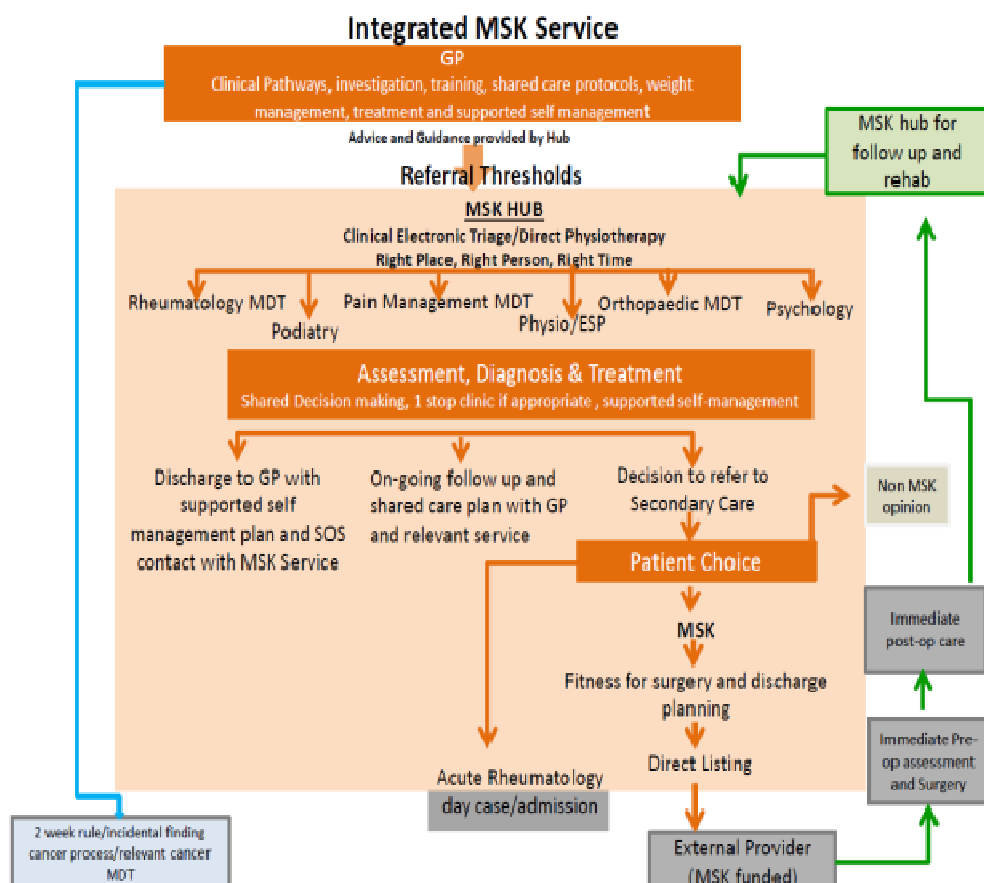 Integrated MSK Service
GP
Clinical Pathways, investigation, training, shared care protocols, weight
management, treatment and supported self management
Advice and Guidance provided by Hub
MSK hub for
follow up and
rehab
Referral Thresholds
MSK HUB
Clinical Electronic Triage/Direct Physiotherapy
Right Place, Right Person, Right Time
Rheumatology MDT
Podiatry
Pain Management MDT
Physio/ESP
Orthopaedic MDT
Psychology
Assessment, Diagnosis & Treatment
Shared Decision making, 1 stop clinic if appropriate , supported self-management
Discharge to GP with
supported self
management plan and SOS
contact with MSK Service
On-going follow up and
shared care plan with GP
and relevant service
Decision to refer to
Secondary Care
Non MSK
opinion
Patient Choice
MSK
Fitness for surgery and discharge
planning
Direct Listing
Immediate
post-op care
Immediate Pre-
op assessment
and Surgery
Acute Rheumatology
day case/admission
2 week rule/incidental finding
cancer process/relevant cancer
MDT
External Provider
(MSK funded)